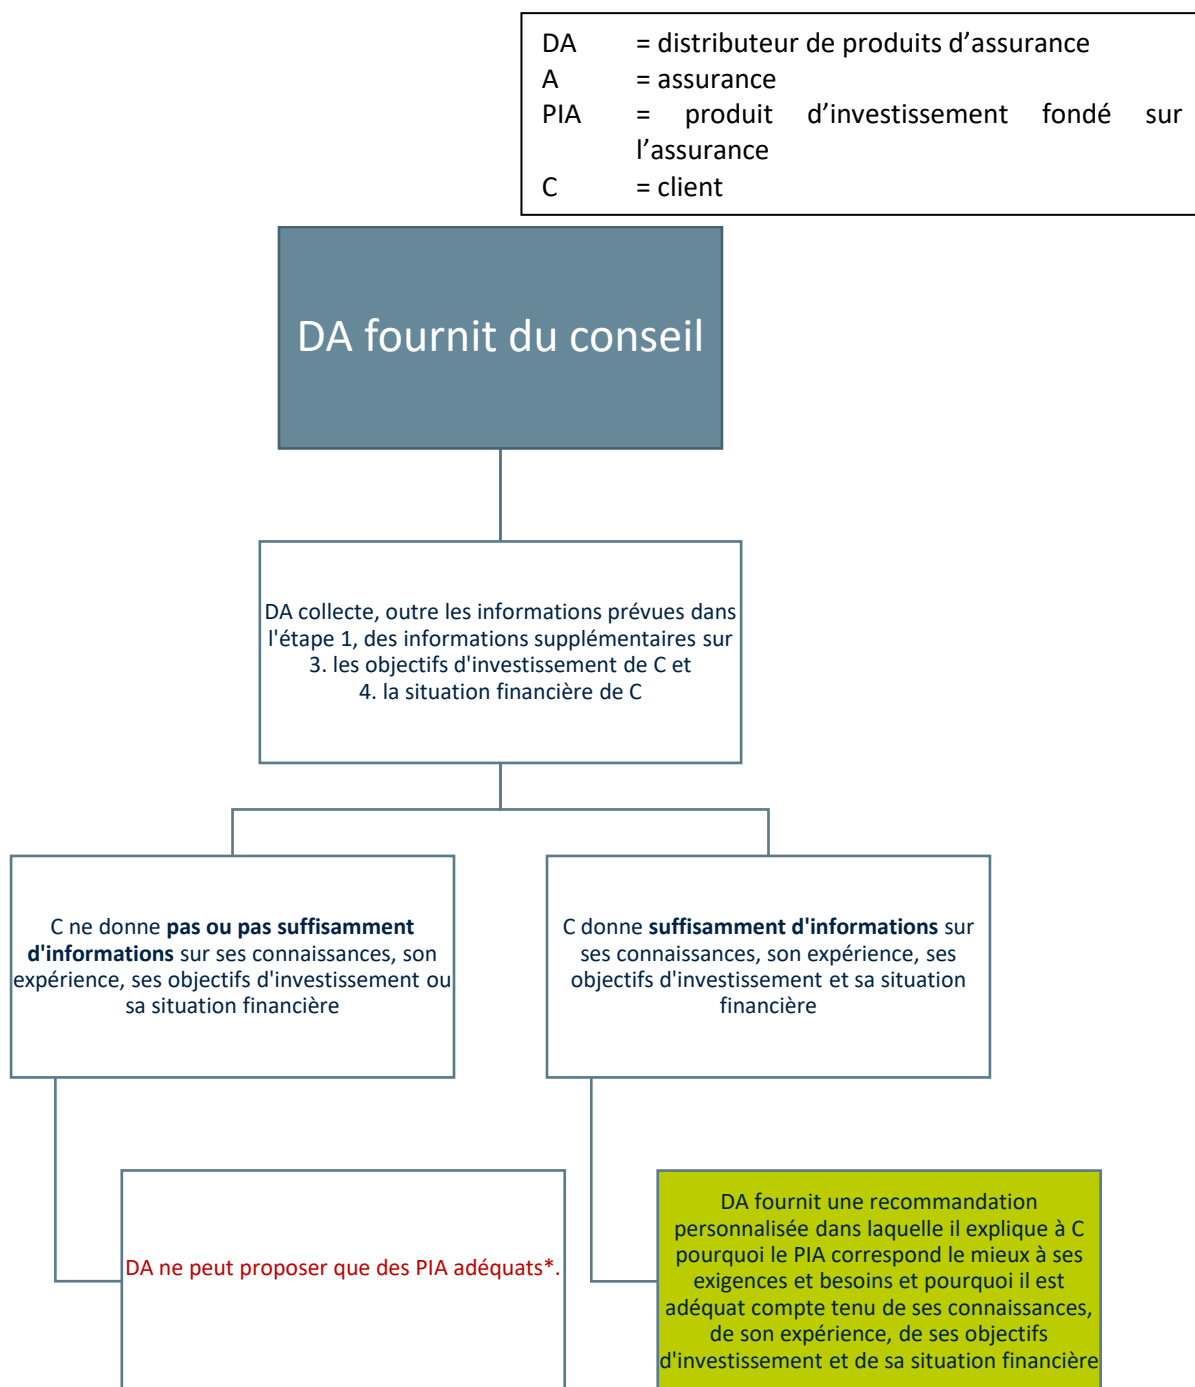 DA = distributeur de produits d’assurance
A = assurance
PIA = produit d’investissement fondé sur
l’assurance
C = client
DA fournit du conseil
DA collecte, outre les informations prévues dans
l'étape 1, des informations supplémentaires sur
3. les objectifs d'investissement de C et
4. la situation financière de C
C ne donne pas ou pas suffisamment
d'informations sur ses connaissances, son
expérience, ses objectifs d'investissement ou
sa situation financière
C donne suffisamment d'informations sur
ses connaissances, son expérience, ses
objectifs d'investissement et sa situation
financière
DA ne peut proposer que des PIA adéquats*.
DA fournit une recommandation
personnalisée dans laquelle il explique à C
pourquoi le PIA correspond le mieux à ses
exigences et besoins et pourquoi il est
adéquat compte tenu de ses connaissances,
de son expérience, de ses objectifs
d'investissement et de sa situation financière